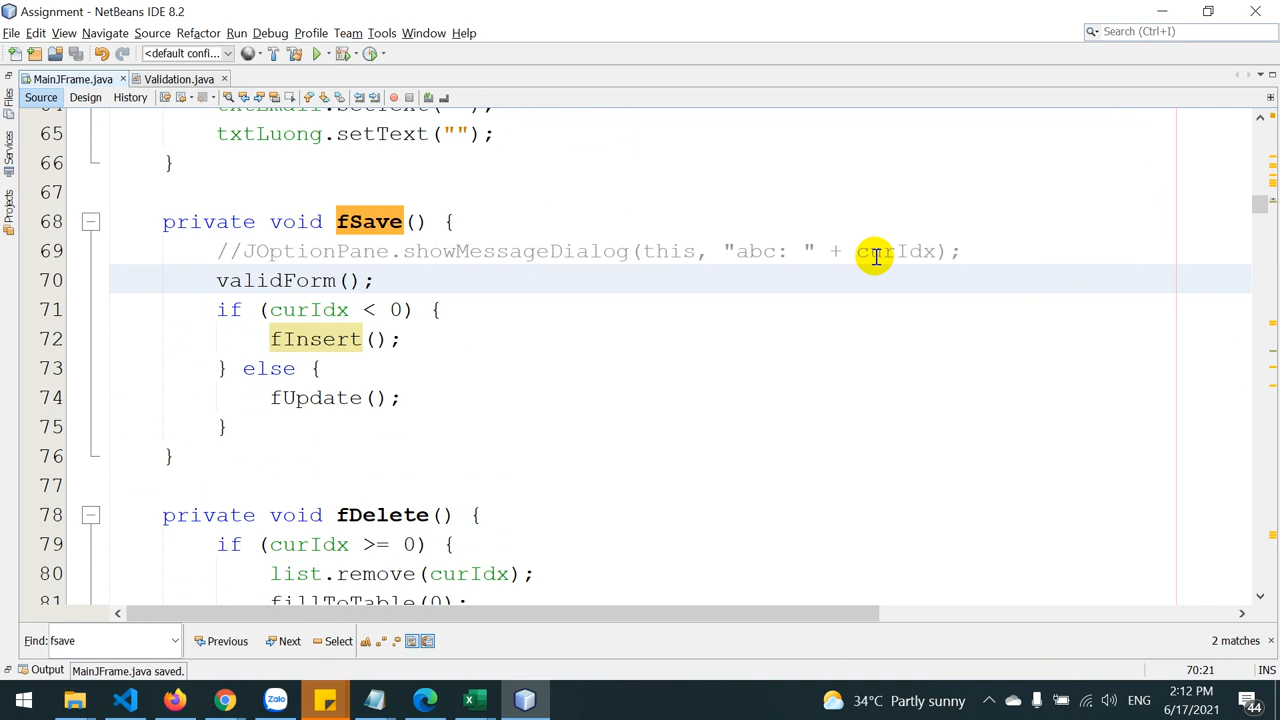 Assignment - NetBeans IDE 8.2
File Edit View Navigate Source Refactor Run Debug Profile Team Tools Window Help
Search (Ctrl+I)
<default confi...
MainJFrame.java
Validation.java
Source Design History
Files
Services
Projects
65 txtLuong.setText("");
66 }
67
68 private void fSave() {
69 //JOptionPane.showMessageDialog(this, "abc: " + curIdx);
70 validForm();
71 if (curIdx < 0) {
72 fInsert();
73 } else {
74 fUpdate();
75 }
76 }
77
78 private void fDelete() {
79 if (curIdx >= 0) {
80 list.remove(curIdx);
81 fillToTable(0);
Find: fsave
Previous Next Select
2 matches
Output
MainJFrame.java saved.
70:21
INS
Zalo
34°C Partly sunny
ENG
2:12 PM
6/17/2021
44